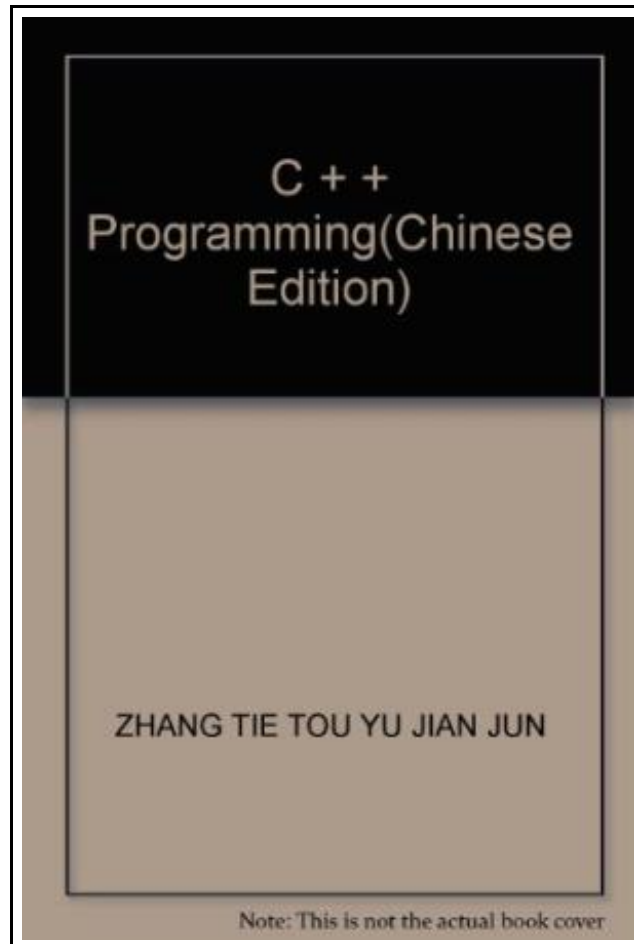 C + +
Programming(Chinese
Edition)
ZHANG TIE TOU YU JIAN JUN
Note: This is not the actual book cover